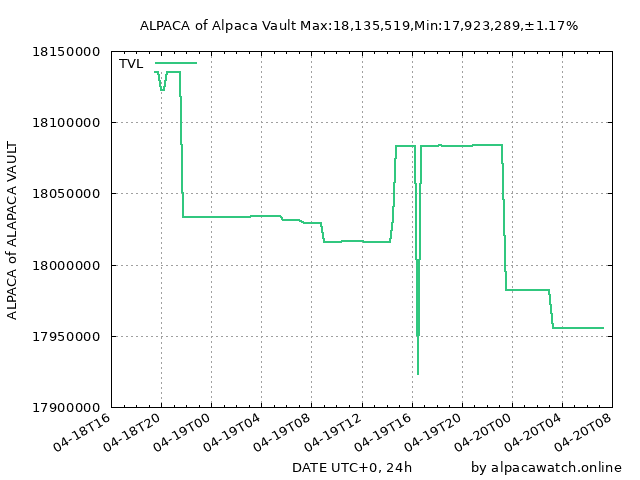 ALPACA of Alpaca Vault Max:18,135,519,Min:17,923,289,±1.17%
TVL
18150000
18100000
18050000
18000000
17950000
17900000
ALPACA of ALAPACA VAULT
04-18T16
04-18T20
04-19T00
04-19T04
04-19T08
04-19T12
04-19T16
04-19T20
04-20T00
04-20T04
04-20T08
DATE UTC+0, 24h
by alpacawatch.online